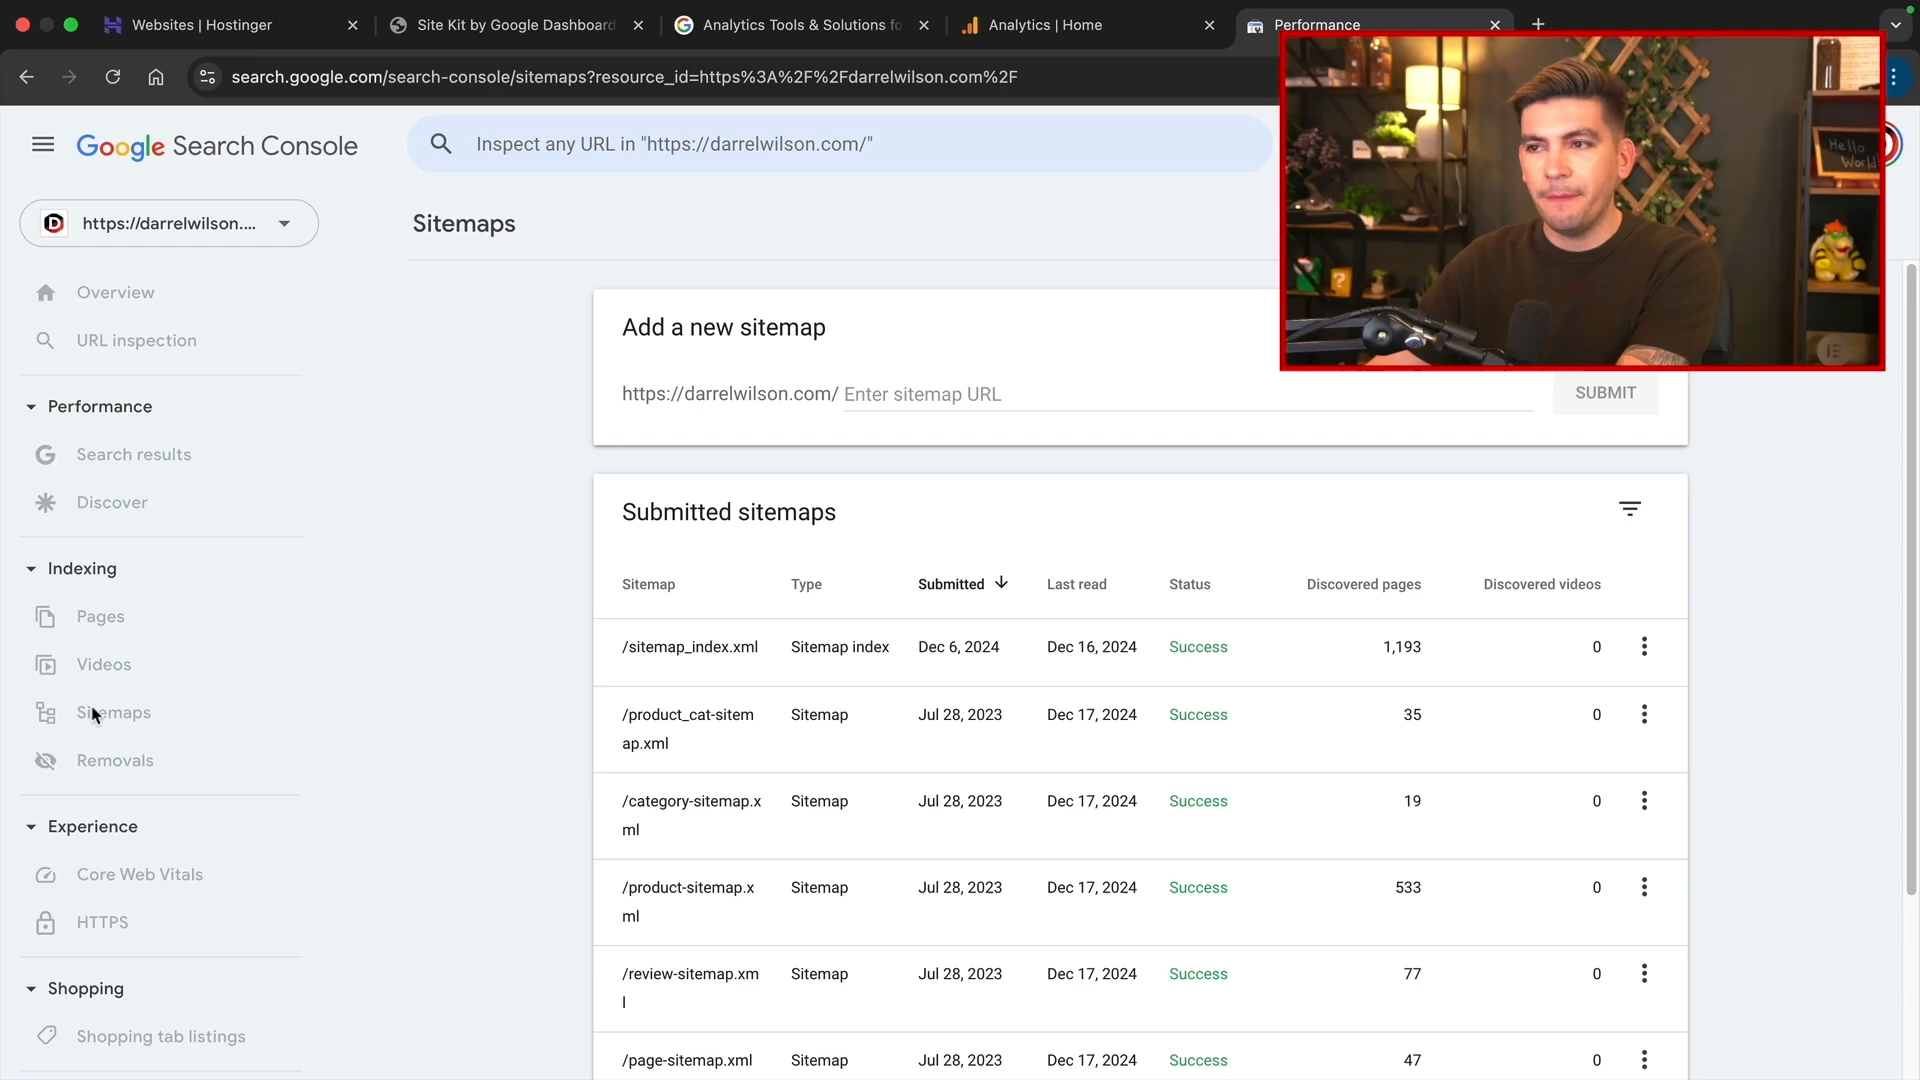 Websites | Hostinger
Site Kit by Google Dashboard
Analytics Tools & Solutions fo
Analytics | Home
Performance
search.google.com/search-console/sitemaps?resource_id=https%3A%2F%2Fdarrelwilson.com%2F
Google Search Console
Inspect any URL in "https://darrelwilson.com/"
Hello
World
https://darrelwilson....
Sitemaps
Overview
URL inspection
Performance
Search results
Discover
Indexing
Pages
Videos
Sitemaps
Removals
Experience
Core Web Vitals
HTTPS
Shopping
Shopping tab listings
Add a new sitemap
https://darrelwilson.com/ Enter sitemap URL
SUBMIT
Submitted sitemaps
Sitemap Type Submitted Last read Status Discovered pages Discovered videos
/sitemap_index.xml Sitemap index Dec 6, 2024 Dec 16, 2024 Success 1,193 0
/product_cat-sitem Sitemap Jul 28, 2023 Dec 17, 2024 Success 35 0
ap.xml
/category-sitemap.x Sitemap Jul 28, 2023 Dec 17, 2024 Success 19 0
ml
/product-sitemap.x Sitemap Jul 28, 2023 Dec 17, 2024 Success 533 0
ml
/review-sitemap.xm Sitemap Jul 28, 2023 Dec 17, 2024 Success 77 0
l
/page-sitemap.xml Sitemap Jul 28, 2023 Dec 17, 2024 Success 47 0